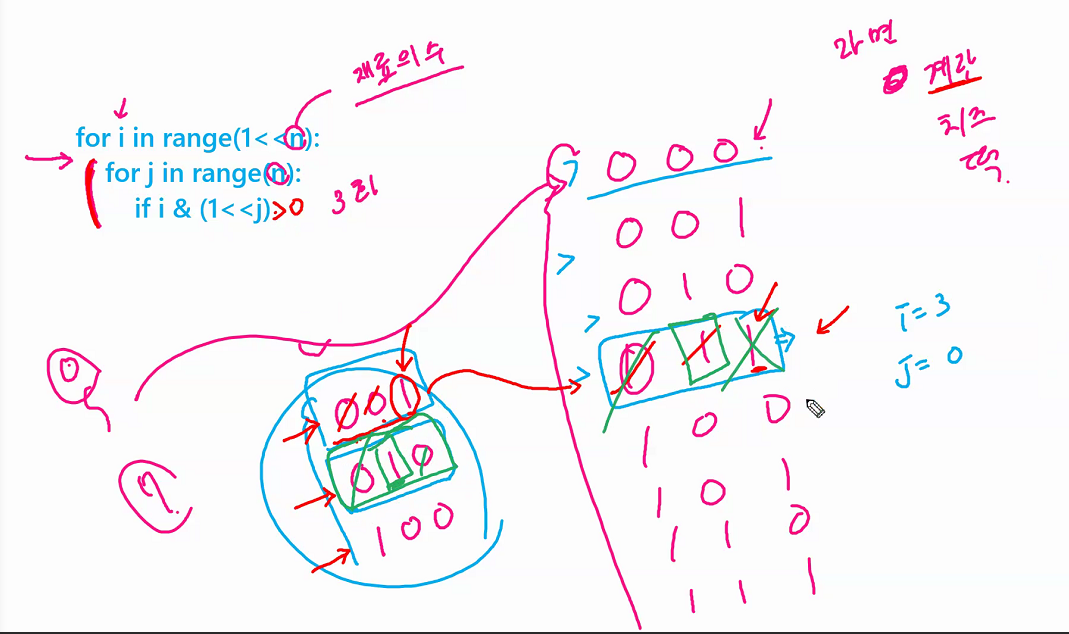 재료의수
라면
계란
치즈
떡.
for i in range(1<<n):
for j in range(n):
if i & (1<<j):>0
3회
0 0 0
0 0 1
0 1 0
0 1 1
1 0 0
1 0 1
1 1 0
1 1 1
i=3
J=0
0
7.
0 0 1
0 1 0
1 0 0